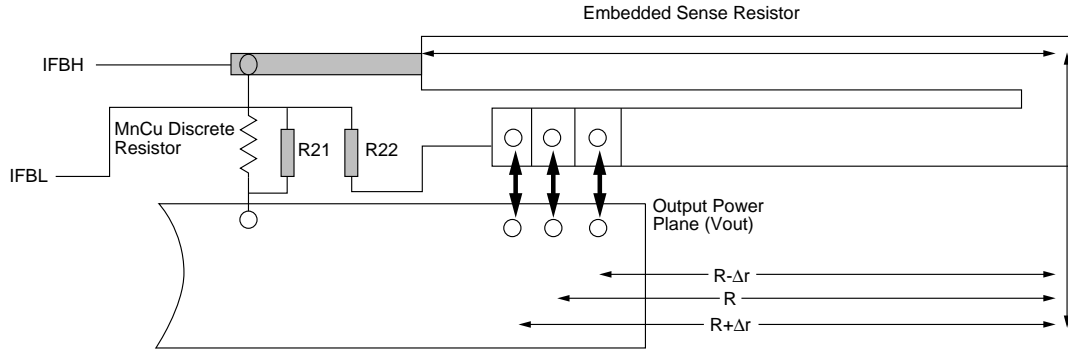 Embedded Sense Resistor
IFBH
MnCu Discrete
Resistor
R21
R22
IFBL
Output Power
Plane (Vout)
R-Δr
R
R+Δr